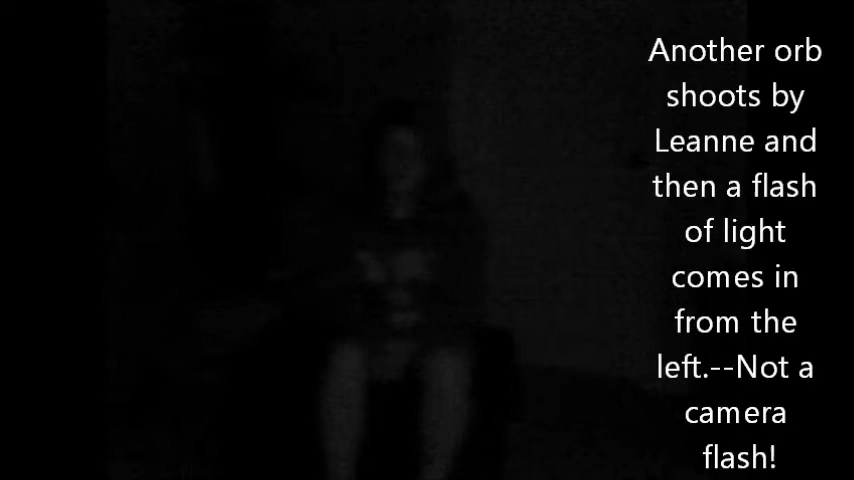 Another orb
shoots by
Leanne and
then a flash
of light
comes in
from the
left.--Not a
camera
flash!